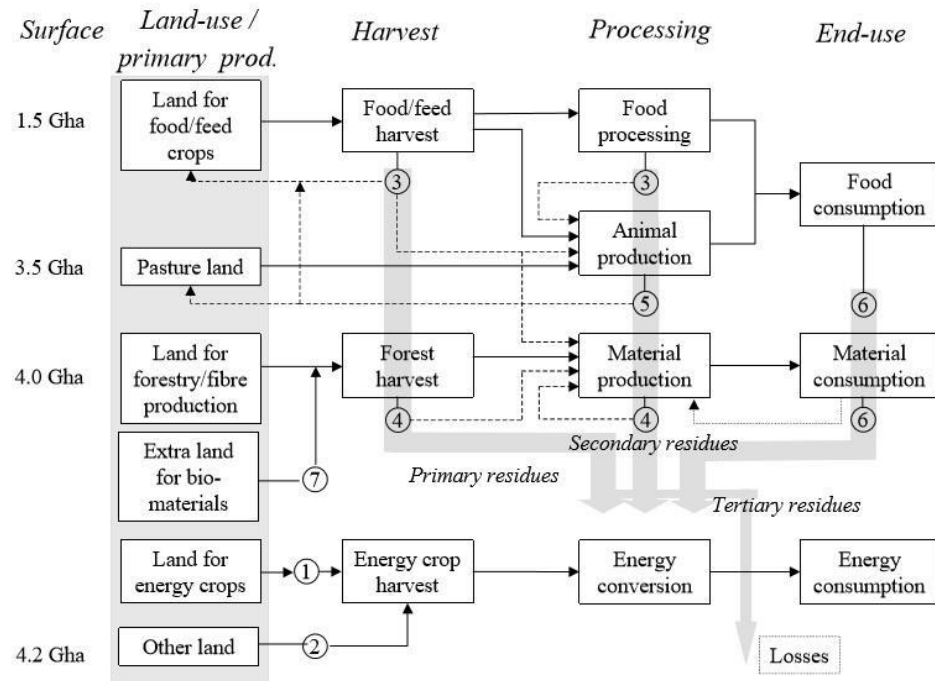 Surface
Land-use /
primary prod.
Harvest
Processing
End-use
1.5 Gha
Land for
food/feed
crops
Food/feed
harvest
Food
processing
3
3
Food
consumption
Animal
production
3.5 Gha
Pasture land
5
6
4.0 Gha
Land for
forestry/fibre
production
Forest
harvest
Material
production
Material
consumption
4
4
6
Secondary residues
Extra land
for bio-
materials
7
Primary residues
Tertiary residues
Land for
energy crops
1
Energy crop
harvest
Energy
conversion
Energy
consumption
Other land
2
4.2 Gha
Losses